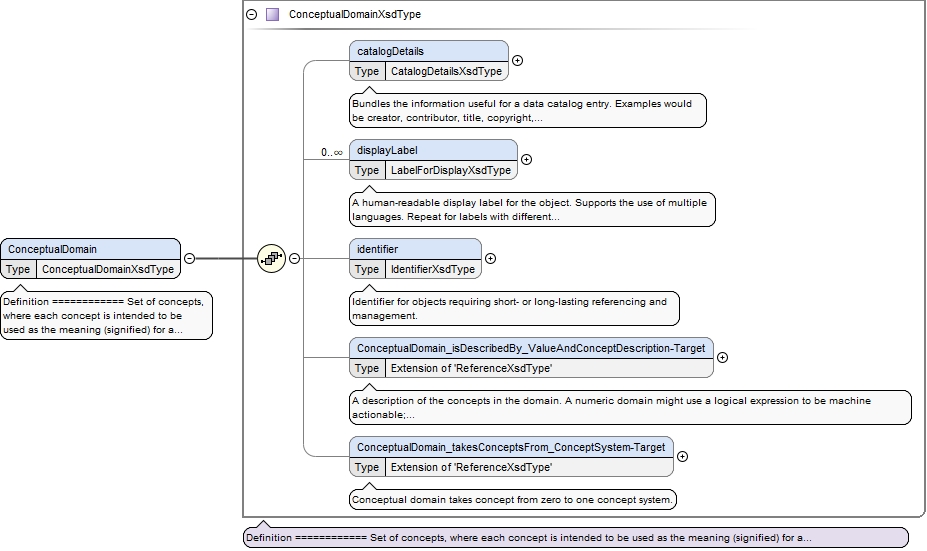 ConceptualDomainXsdType
catalogDetails
Type CatalogDetailsXsdType
Bundles the information useful for a data catalog entry. Examples would
be creator, contributor, title, copyright,...
0..∞
displayLabel
Type LabelForDisplayXsdType
A human-readable display label for the object. Supports the use of multiple
languages. Repeat for labels with different...
ConceptualDomain
Type ConceptualDomainXsdType
Definition ============ Set of concepts,
where each concept is intended to be
used as the meaning (signified) for a...
identifier
Type IdentifierXsdType
Identifier for objects requiring short- or long-lasting referencing and
management.
ConceptualDomain_isDescribedBy_ValueAndConceptDescription-Target
Type Extension of 'ReferenceXsdType'
A description of the concepts in the domain. A numeric domain might use a logical expression to be machine
actionable;...
ConceptualDomain_takesConceptsFrom_ConceptSystem-Target
Type Extension of 'ReferenceXsdType'
Conceptual domain takes concept from zero to one concept system.
Definition ============ Set of concepts, where each concept is intended to be used as the meaning (signified) for a...